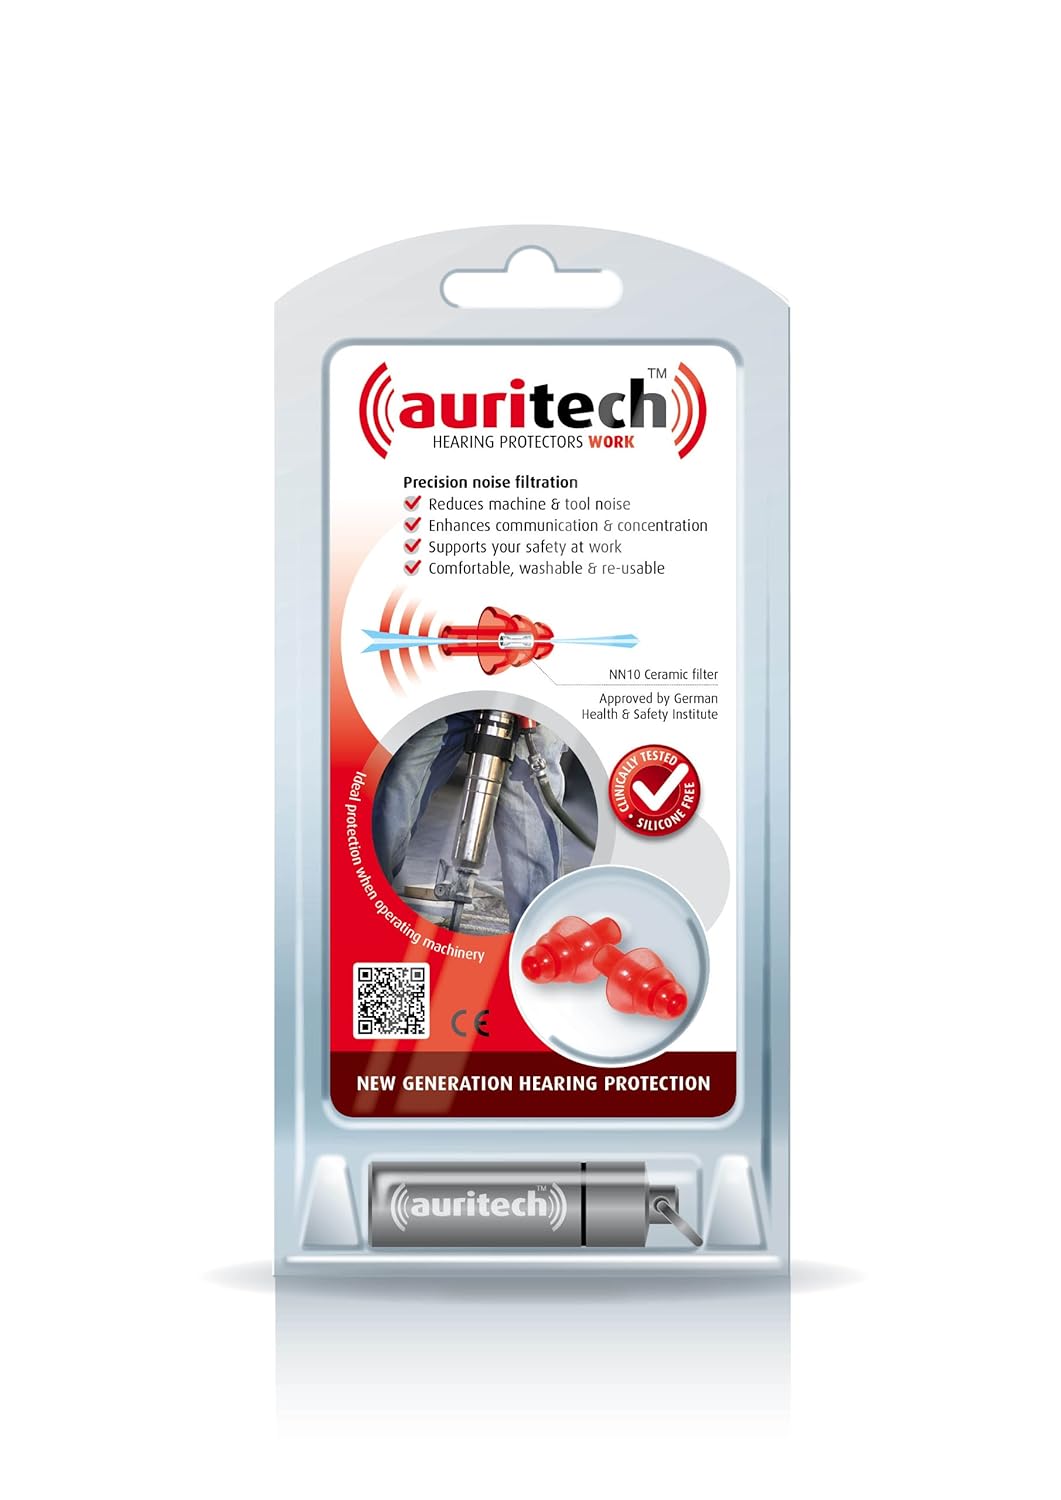 auritech™
HEARING PROTECTORS WORK
Precision noise filtration
Reduces machine & tool noise
Enhances communication & concentration
Supports your safety at work
Comfortable, washable & re-usable
NN10 Ceramic filter
Approved by German
Health & Safety Institute
CLINICALLY TESTED
• SILICONE FREE •
Ideal protection when operating machinery
CE
NEW GENERATION HEARING PROTECTION
auritech™